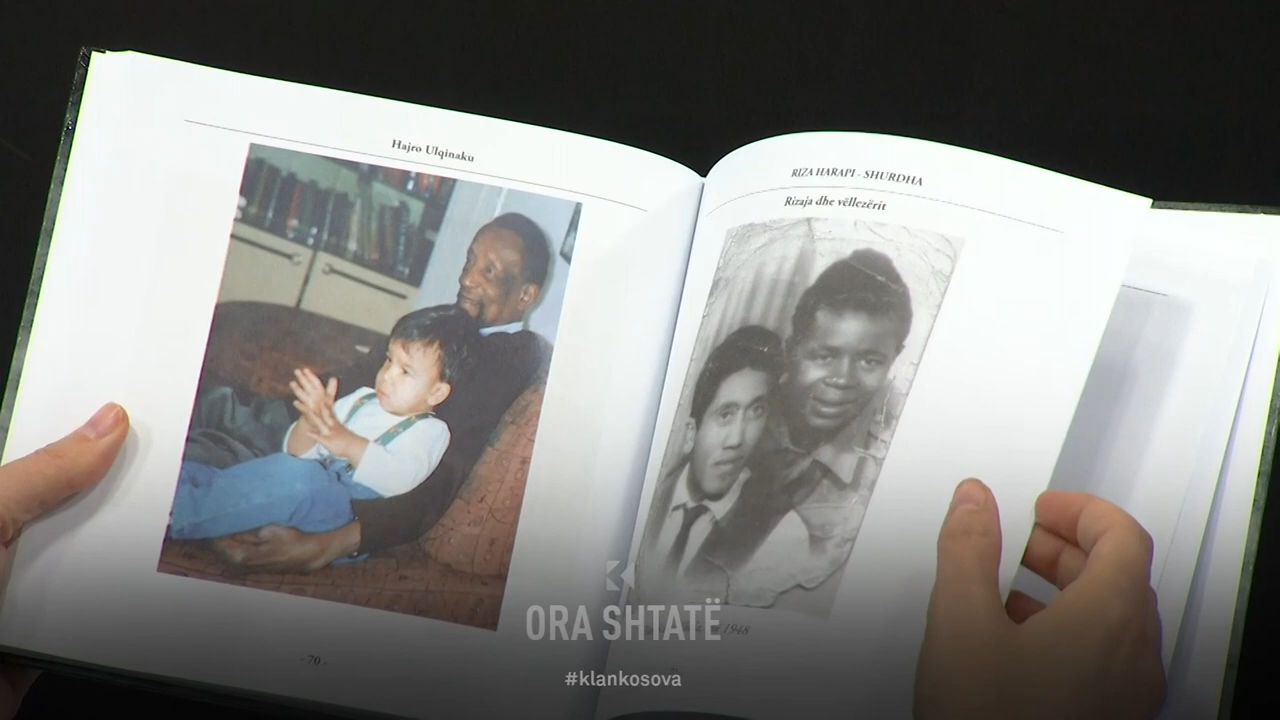 Hajro Ulqinaku
- 70 -
RIZA HARAPI - SHURDHA
Rizaja dhe vëllezërit
1948
ORA SHTATË
#klankosova